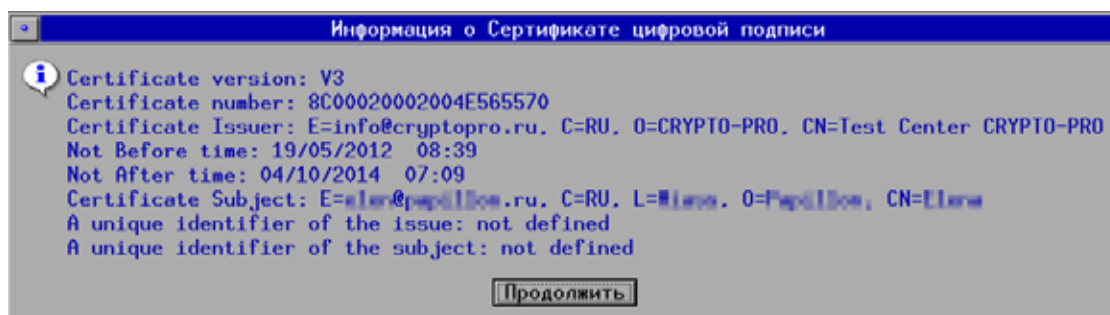 Информация о Сертификате цифровой подписи
Certificate version: V3
Certificate number: 8C00020002004E565570
Certificate Issuer: E=info@cryptopro.ru, C=RU, O=CRYPTO-PRO, CN=Test Center CRYPTO-PRO
Not Before time: 19/05/2012 08:39
Not After time: 04/10/2014 07:09
Certificate Subject: E= .ru, C=RU, L= , O= , CN=
A unique identifier of the issue: not defined
A unique identifier of the subject: not defined
Продолжить